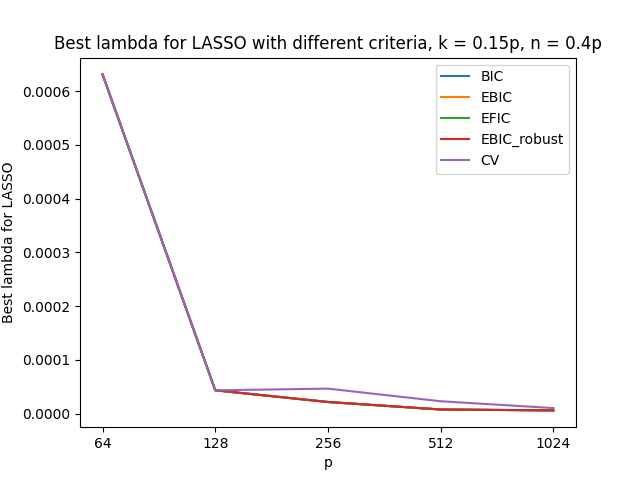 Best lambda for LASSO with different criteria, k = 0.15p, n = 0.4p
BIC
EBIC
EFIC
EBIC_robust
CV
Best lambda for LASSO
0.0006
0.0005
0.0004
0.0003
0.0002
0.0001
0.0000
64 128 256 512 1024
p